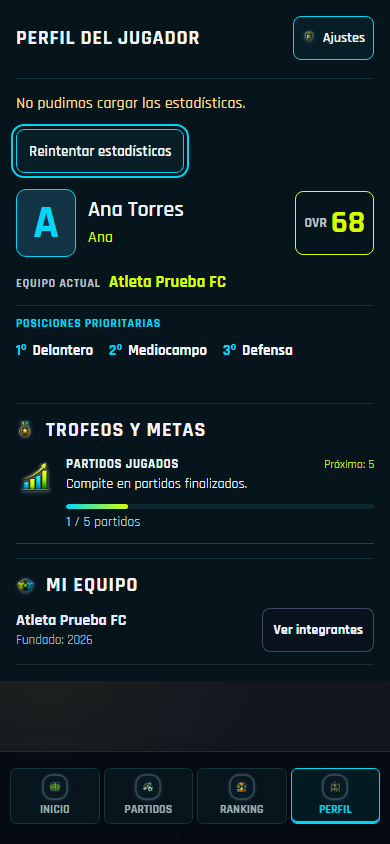 PERFIL DEL JUGADOR
Ajustes
No pudimos cargar las estadísticas.
Reintentar estadísticas
A
Ana Torres
Ana
OVR 68
EQUIPO ACTUAL Atleta Prueba FC
POSICIONES PRIORITARIAS
1º Delantero 2º Mediocampo 3º Defensa
TROFEOS Y METAS
PARTIDOS JUGADOS
Próximo: 5
Compite en partidos finalizados.
1 / 5 partidos
MI EQUIPO
Atleta Prueba FC
Fundado: 2026
Ver integrantes
INICIO
PARTIDOS
RANKING
PERFIL